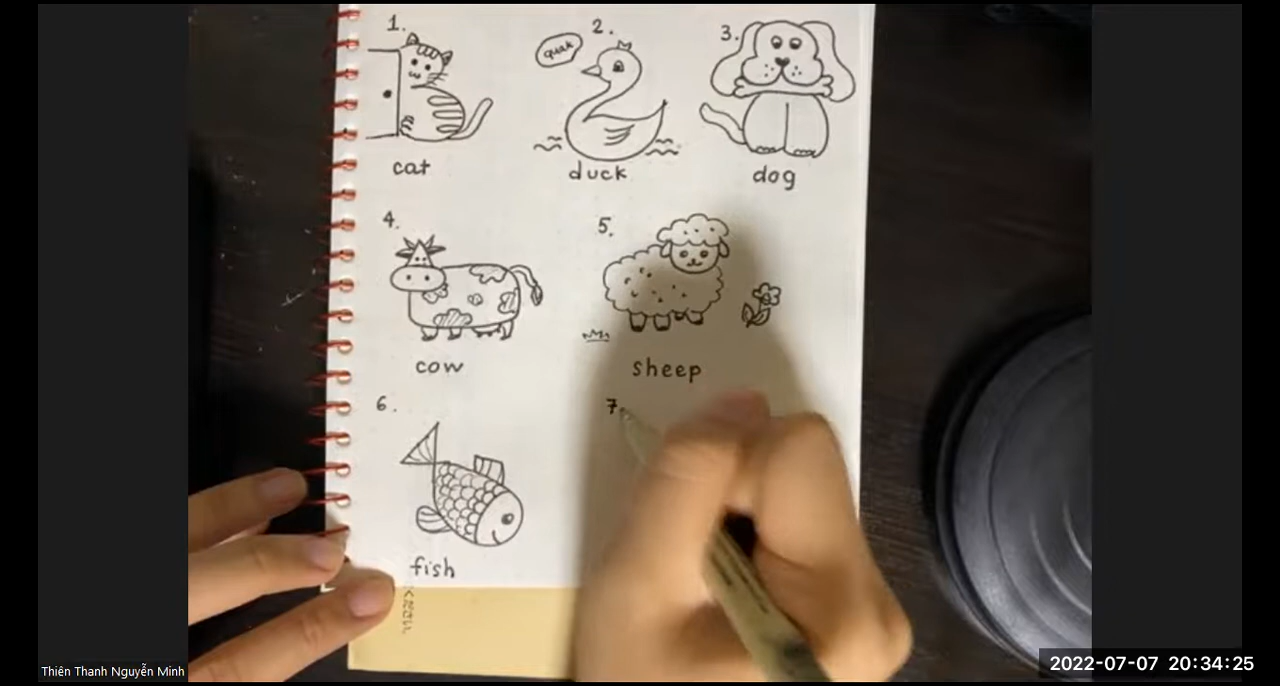 1.
2.
3.
quak
cat
duck
dog
4.
5.
cow
sheep
6.
7.
fish
Thiên Thanh Nguyễn Minh
2022-07-07 20:34:25